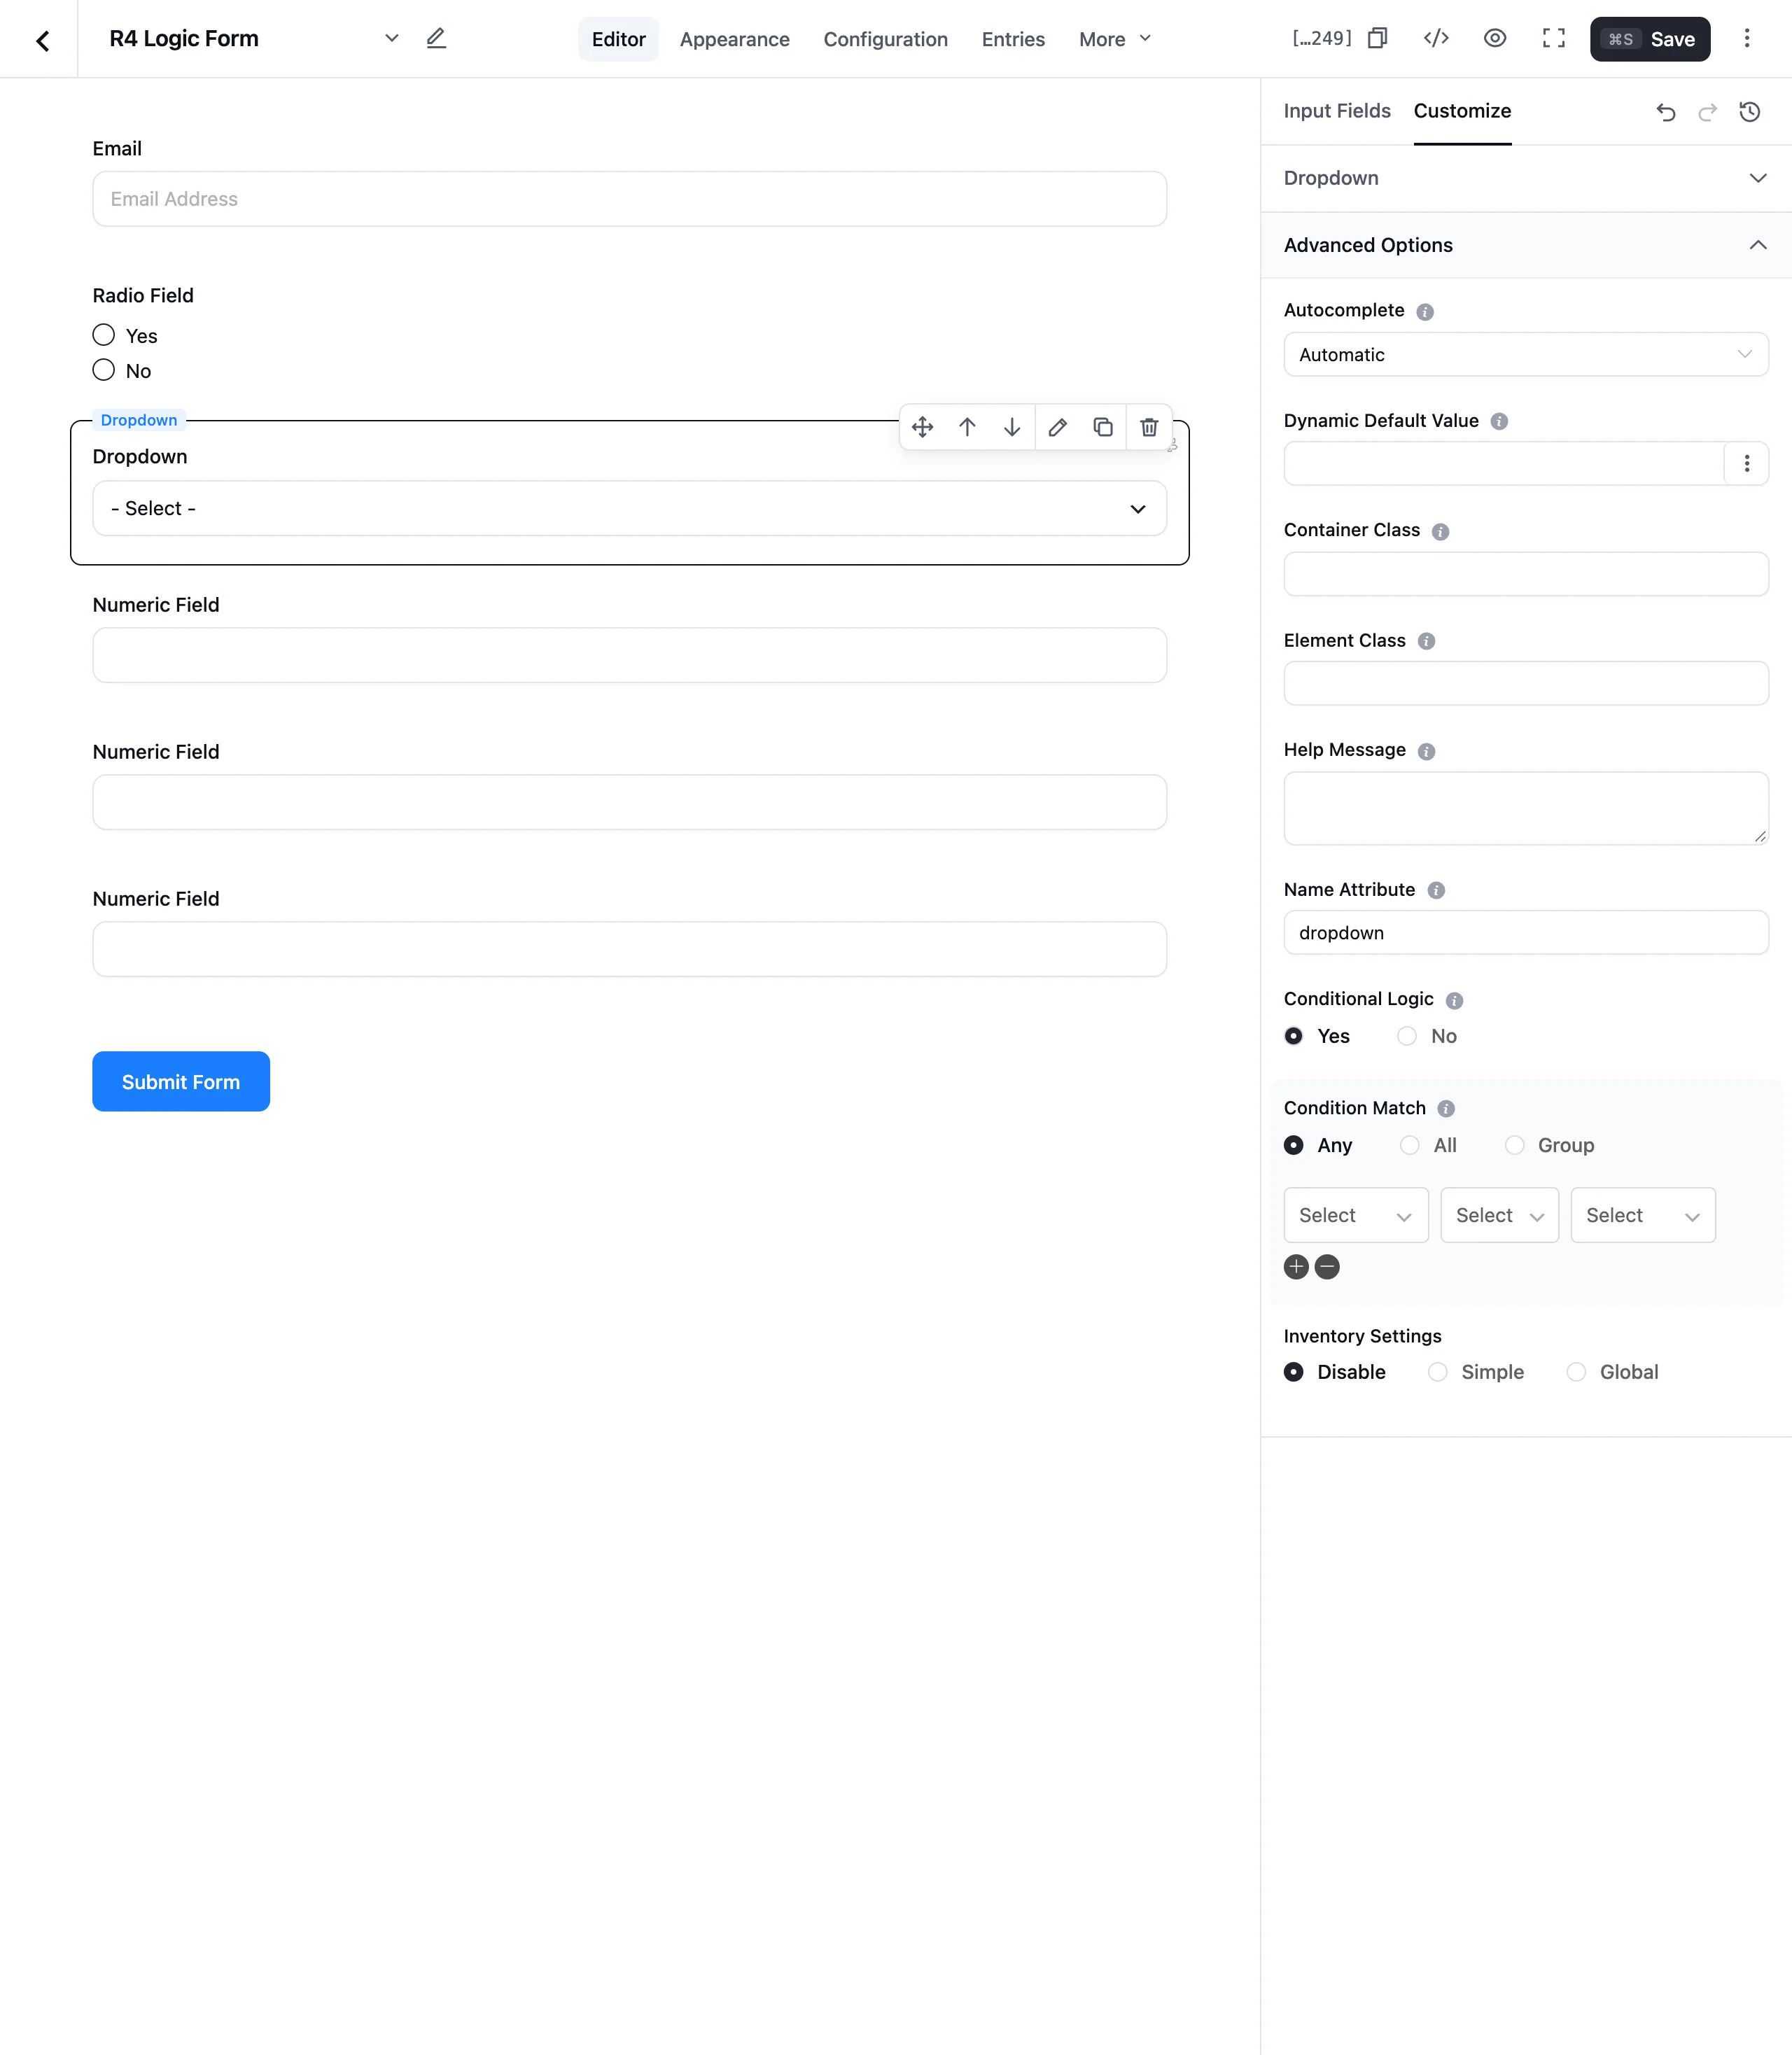 R4 Logic Form
Editor
Appearance
Configuration
Entries
More
[...249]
⌘S Save
Email
Email Address
Radio Field
Yes
No
Dropdown
Dropdown
- Select -
Numeric Field
Numeric Field
Numeric Field
Submit Form
Input Fields
Customize
Dropdown
Advanced Options
Autocomplete
Automatic
Dynamic Default Value
Container Class
Element Class
Help Message
Name Attribute
dropdown
Conditional Logic
Yes No
Condition Match
Any All Group
Select Select Select
Inventory Settings
Disable Simple Global